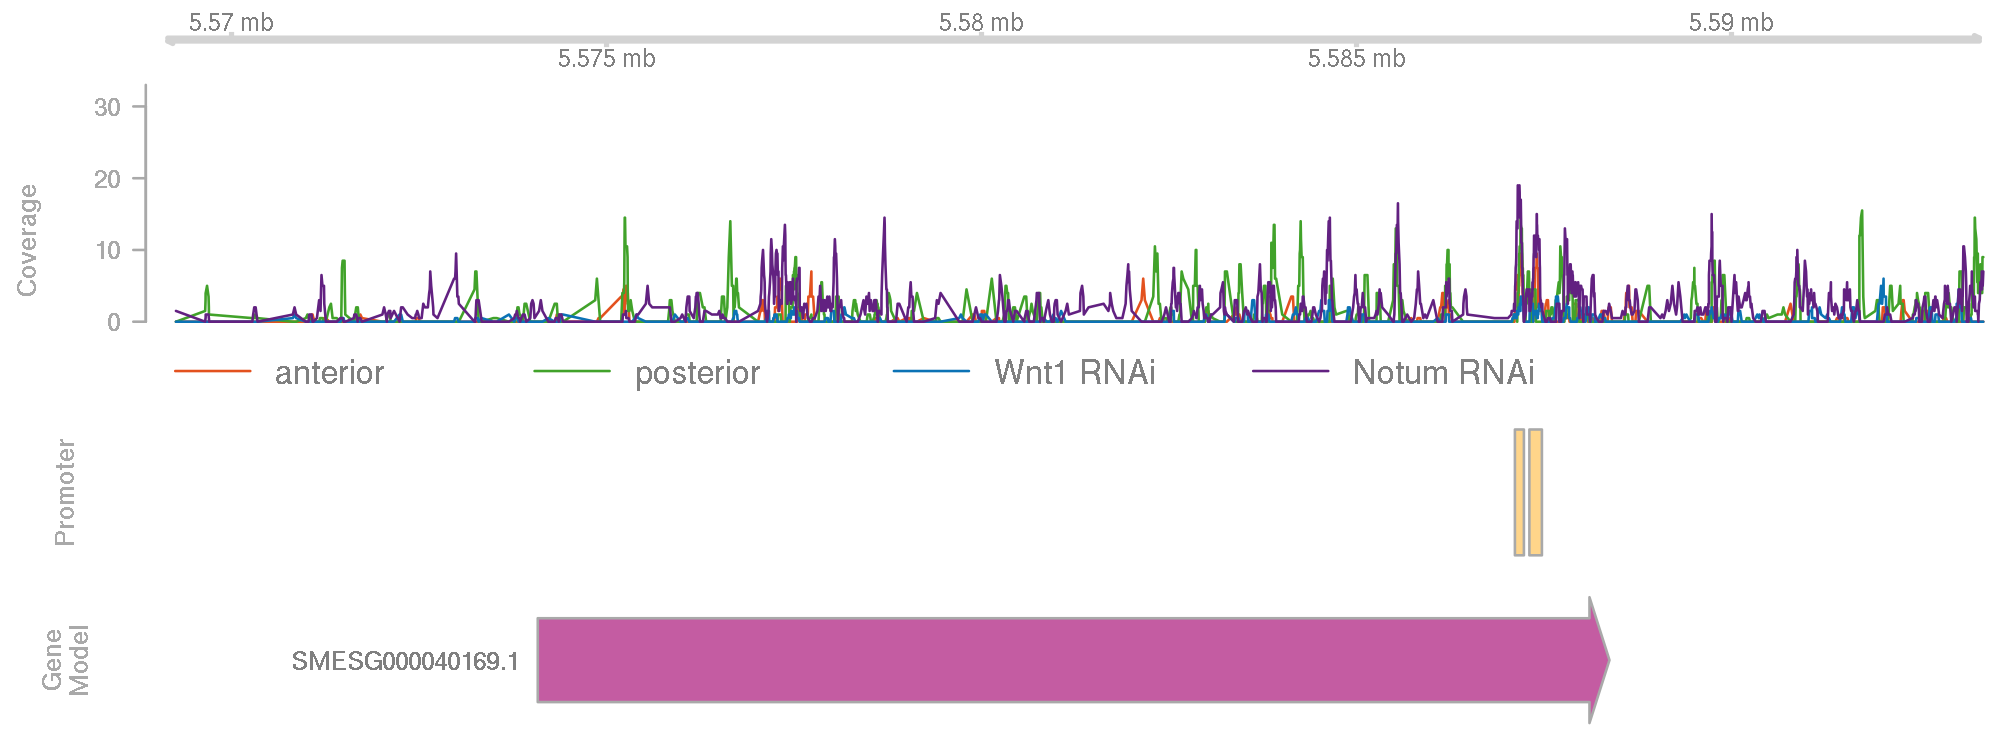 5.57 mb 5.58 mb 5.59 mb
5.575 mb 5.585 mb
30
20
10
0
Coverage
anterior posterior Wnt1 RNAi Notum RNAi
Promoter
Gene
Model
SMESG000040169.1